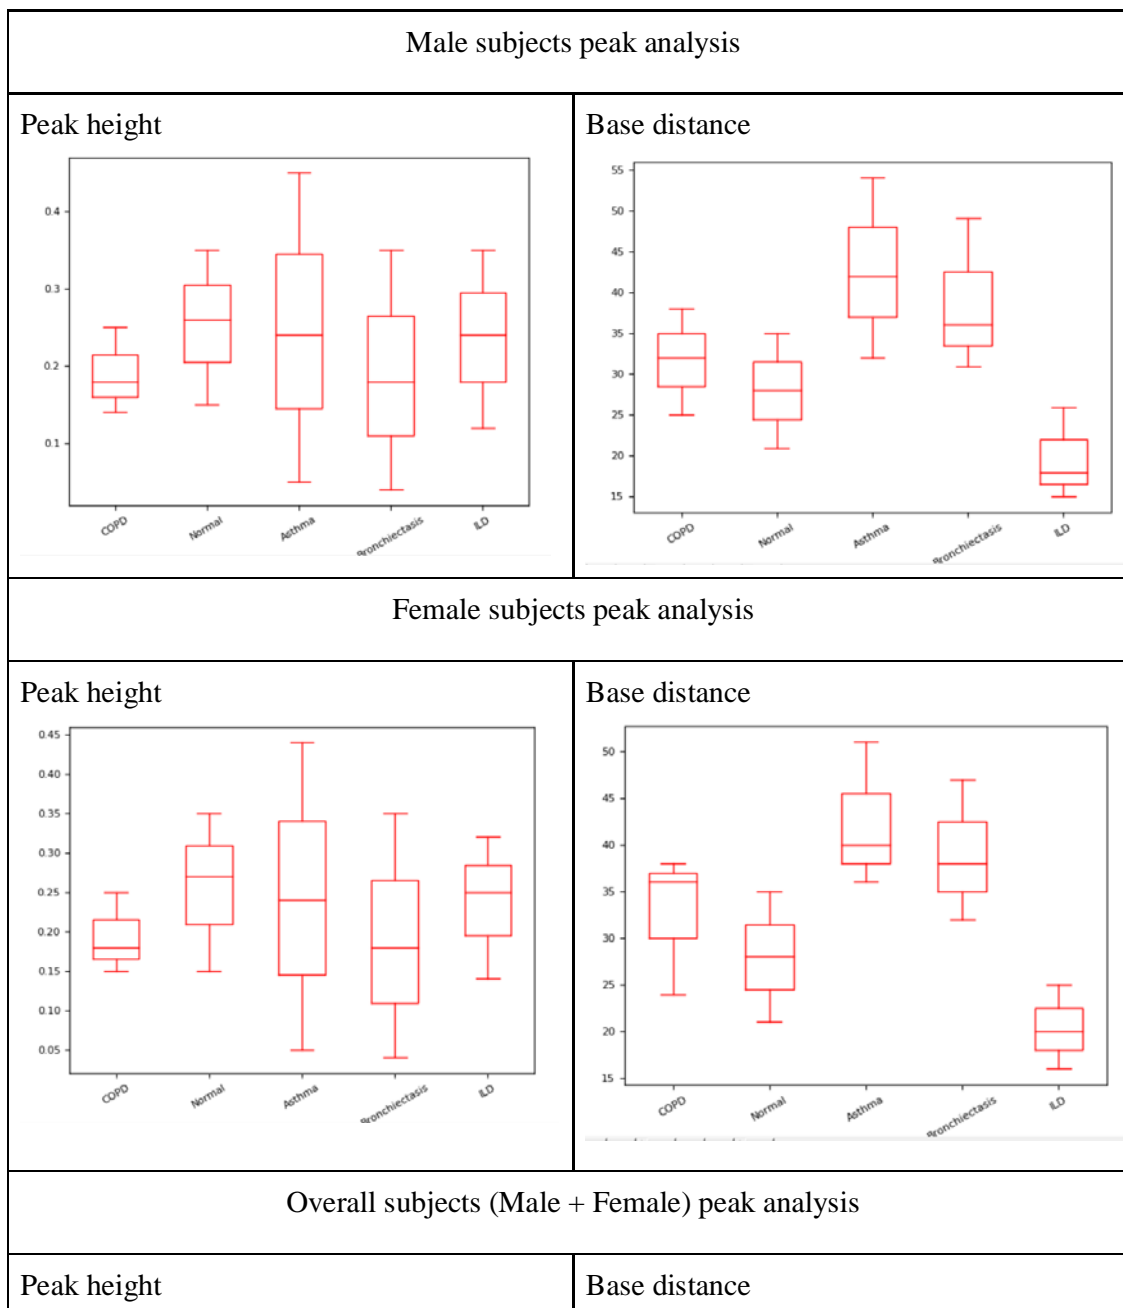 Male subjects peak analysis
Peak height
Base distance
0.4
0.3
0.2
0.1
COPD
Normal
Asthma
Bronchiectasis
ILD
55
50
45
40
35
30
25
20
15
COPD
Normal
Asthma
Bronchiectasis
ILD
Female subjects peak analysis
Peak height
Base distance
0.45
0.40
0.35
0.30
0.25
0.20
0.15
0.10
0.05
COPD
Normal
Asthma
Bronchiectasis
ILD
50
45
40
35
30
25
20
15
COPD
Normal
Asthma
Bronchiectasis
ILD
Overall subjects (Male + Female) peak analysis
Peak height
Base distance